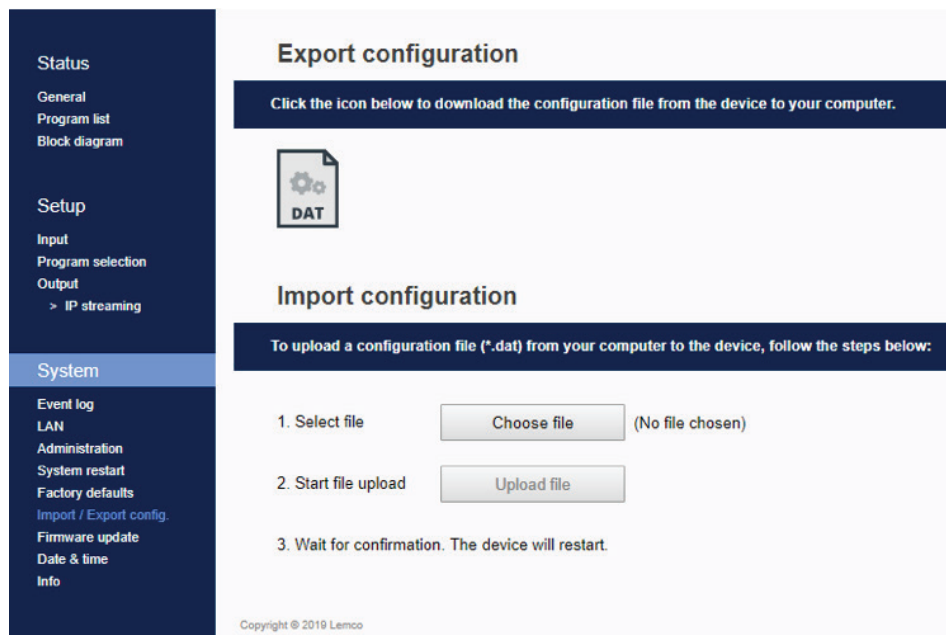 Status
General
Program list
Block diagram
Setup
Input
Program selection
Output
> IP streaming
System
Event log
LAN
Administration
System restart
Factory defaults
Import / Export config.
Firmware update
Date & time
Info
Export configuration
Click the icon below to download the configuration file from the device to your computer.
DAT
Import configuration
To upload a configuration file (*.dat) from your computer to the device, follow the steps below:
1. Select file Choose file (No file chosen)
2. Start file upload Upload file
3. Wait for confirmation. The device will restart.
Copyright © 2019 Lemco